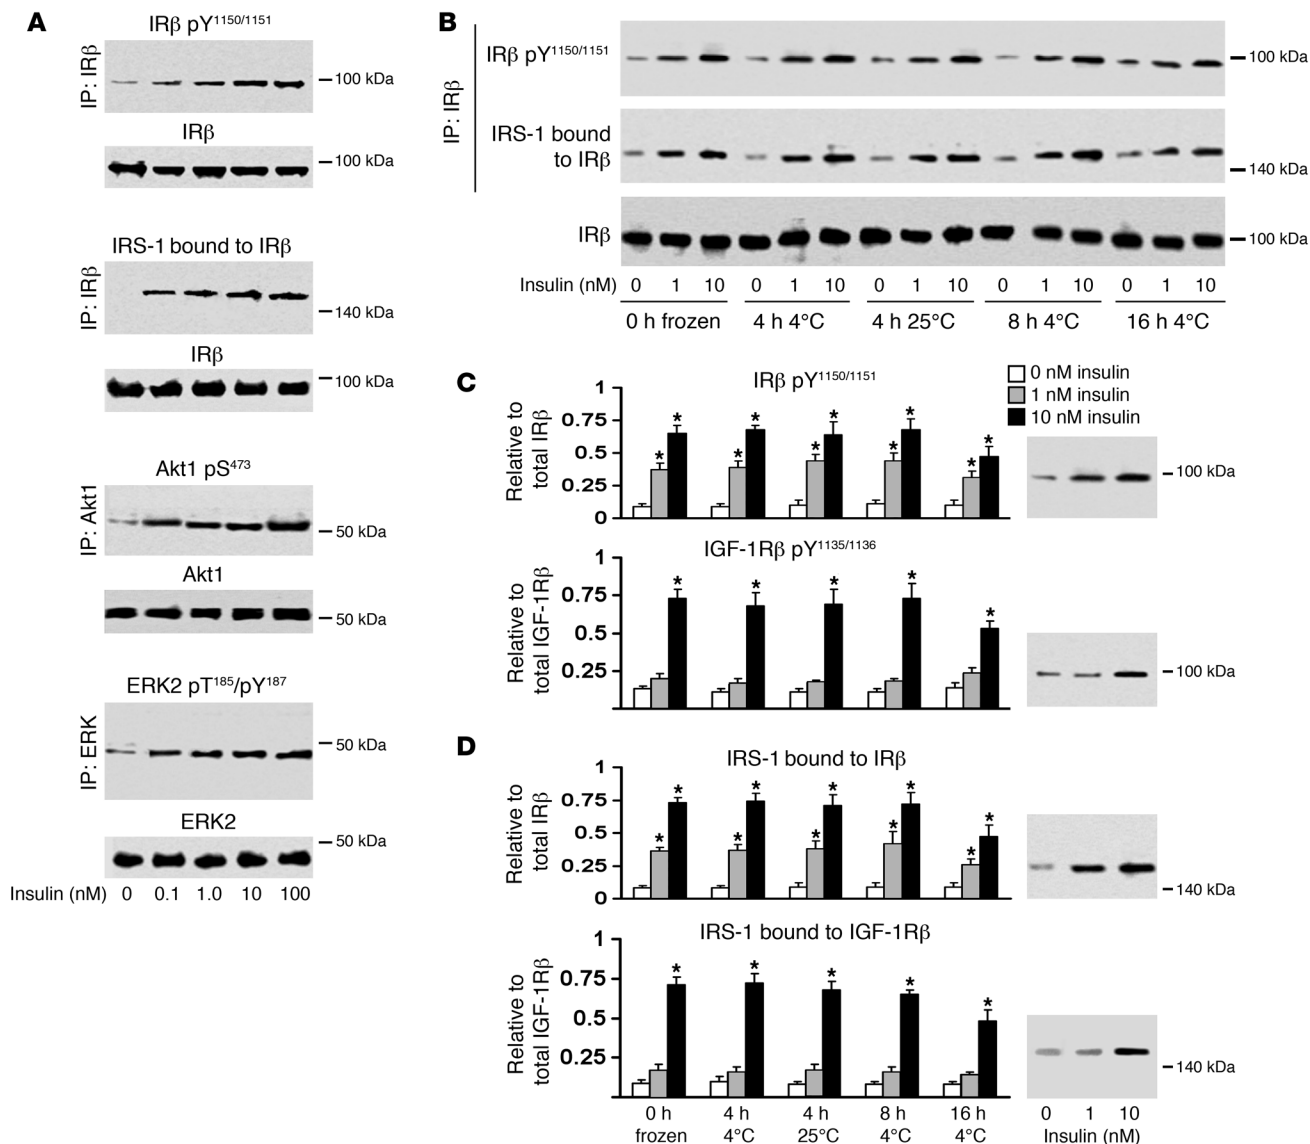 A
IRβ pY1150/1151
IP: IRβ
100 kDa
IRβ
100 kDa
IRS-1 bound to IRβ
IP: IRβ
140 kDa
IRβ
100 kDa
Akt1 pS473
IP: Akt1
50 kDa
Akt1
50 kDa
ERK2 pT185/pY187
IP: ERK
50 kDa
ERK2
50 kDa
Insulin (nM) 0 0.1 1.0 10 100
B
IP: IRβ
IRβ pY1150/1151
100 kDa
IRS-1 bound
to IRβ
140 kDa
IRβ
100 kDa
Insulin (nM) 0 1 10 0 1 10 0 1 10 0 1 10 0 1 10
0 h frozen 4 h 4°C 4 h 25°C 8 h 4°C 16 h 4°C
C
IRβ pY1150/1151
0 nM insulin
1 nM insulin
10 nM insulin
Relative to
total IRβ
1
0.75
0.5
0.25
0
* * * * * * * * * *
100 kDa
IGF-1Rβ pY1135/1136
Relative to
total IGF-1Rβ
1
0.75
0.5
0.25
* * * * *
100 kDa
D
IRS-1 bound to IRβ
Relative to
total IRβ
1
0.75
0.5
0.25
0
* * * * * * * * * *
140 kDa
IRS-1 bound to IGF-1Rβ
Relative to
total IGF-1Rβ
1
0.75
0.5
0.25
* * * * *
140 kDa
0 h 4 h 4 h 8 h 16 h
frozen 4°C 25°C 4°C 4°C
0 1 10
Insulin (nM)